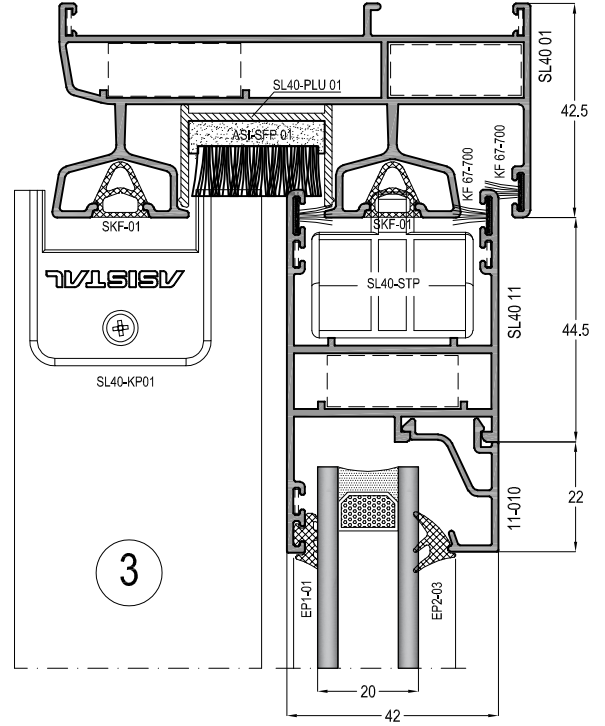 SL40 01
SL40-PLU 01
ASI-SFP 01
42.5
KF 67-700
KF 67-700
SKF-01
SKF-01
ASISTAL
SL40-STP
SL40 11
44.5
SL40-KP01
11-010
22
3
EP1-01
EP2-03
20
42